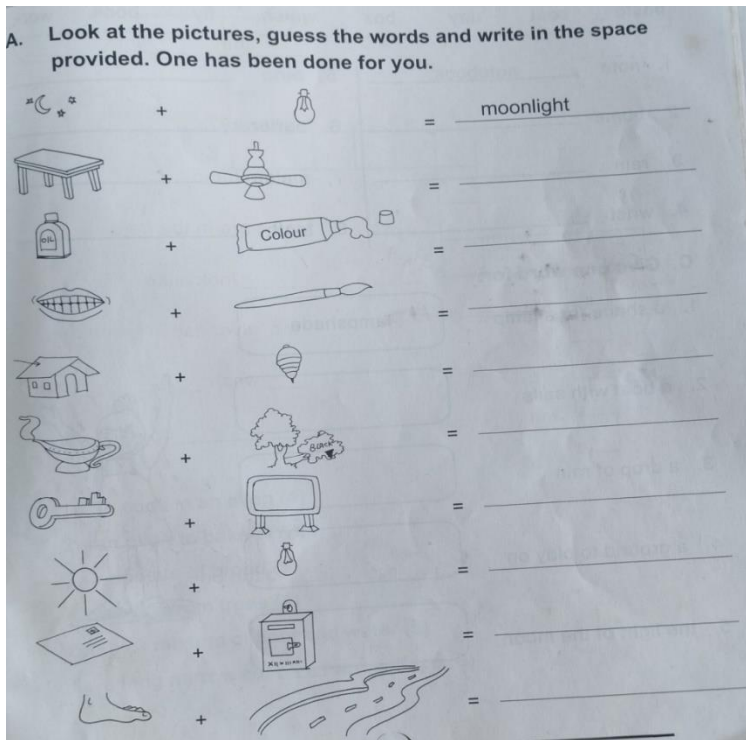 A. Look at the pictures, guess the words and write in the space
provided. One has been done for you.
+ = moonlight
+ =
OIL + Colour =
+ =
+ =
+ =
+ =
+ =
+ =
+ =